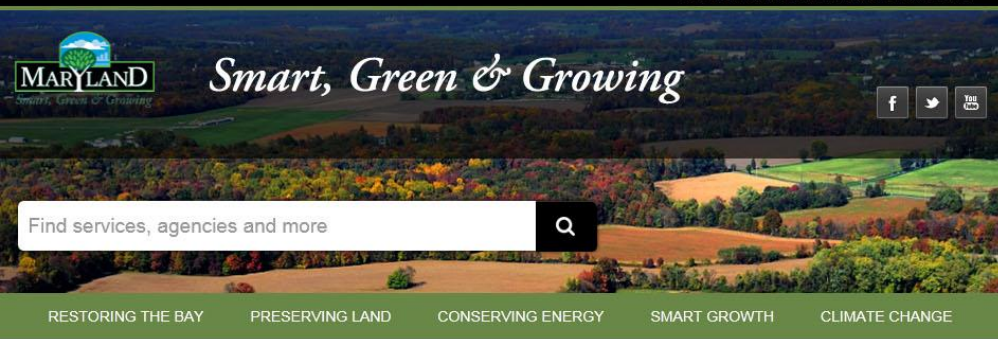 MARYLAND
Smart, Green & Growing
Smart, Green & Growing
f
You
Tube
Find services, agencies and more
RESTORING THE BAY PRESERVING LAND CONSERVING ENERGY SMART GROWTH CLIMATE CHANGE